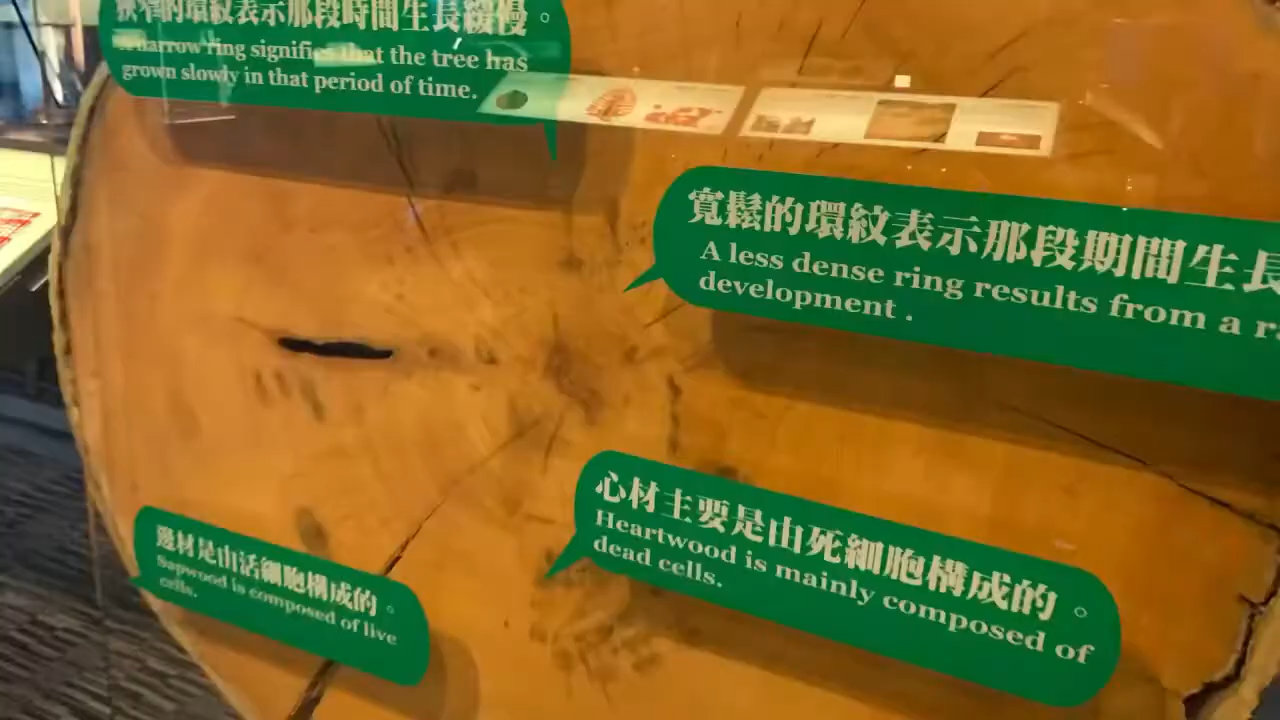 狹窄的環紋表示那段時間生長緩慢。
A narrow ring signifies that the tree has
grown slowly in that period of time.
寬鬆的環紋表示那段期間生長
A less dense ring results from a
development .
心材主要是由死細胞構成的。
Heartwood is mainly composed of
dead cells.
邊材是由活細胞構成的。
Sapwood is composed of live
cells.